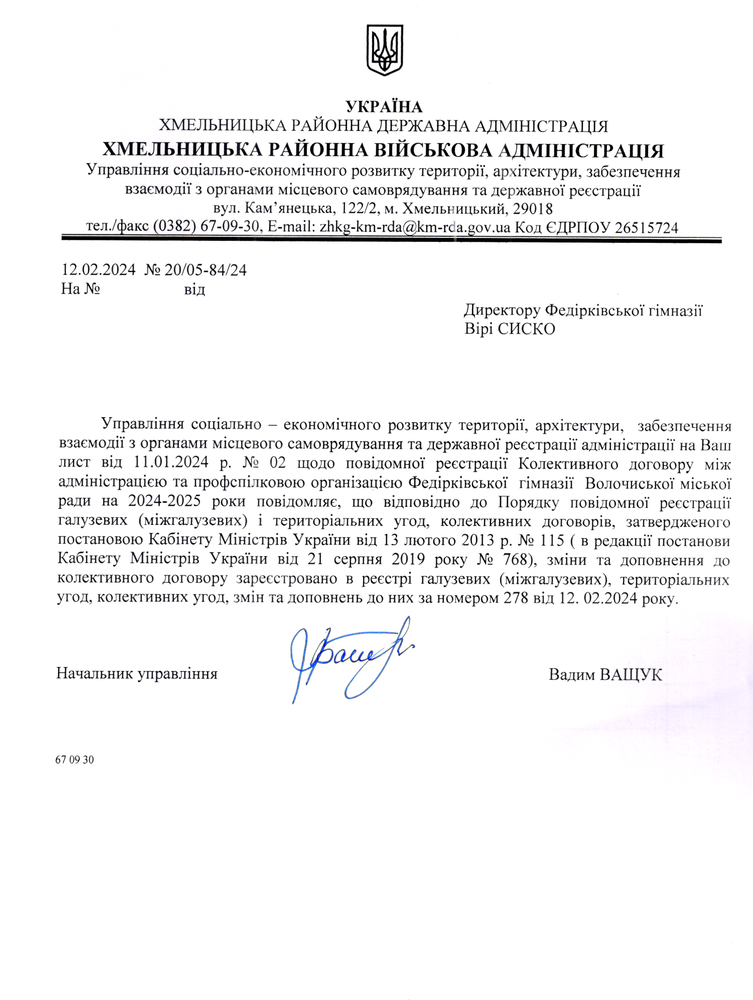 УКРАЇНА
ХМЕЛЬНИЦЬКА РАЙОННА ДЕРЖАВНА АДМІНІСТРАЦІЯ
ХМЕЛЬНИЦЬКА РАЙОННА ВІЙСЬКОВА АДМІНІСТРАЦІЯ
Управління соціально-економічного розвитку території, архітектури, забезпечення
взаємодії з органами місцевого самоврядування та державної реєстрації
вул. Кам’янецька, 122/2, м. Хмельницький, 29018
тел./факс (0382) 67-09-30, E-mail: zhkg-km-rda@km-rda.gov.ua Код ЄДРПОУ 26515724
12.02.2024 № 20/05-84/24
На № від
Директору Федірківської гімназії
Вірі СИСКО
Управління соціально – економічного розвитку території, архітектури, забезпечення
взаємодії з органами місцевого самоврядування та державної реєстрації адміністрації на Ваш
лист від 11.01.2024 р. № 02 щодо повідомної реєстрації Колективного договору між
адміністрацією та профспілковою організацією Федірківської гімназії Волочиської міської
ради на 2024-2025 роки повідомляє, що відповідно до Порядку повідомної реєстрації
галузевих (міжгалузевих) і територіальних угод, колективних договорів, затвердженого
постановою Кабінету Міністрів України від 13 лютого 2013 р. № 115 ( в редакції постанови
Кабінету Міністрів України від 21 серпня 2019 року № 768), зміни та доповнення до
колективного договору зареєстровано в реєстрі галузевих (міжгалузевих), територіальних
угод, колективних угод, змін та доповнень до них за номером 278 від 12. 02.2024 року.
Начальник управління Вадим ВАЩУК
67 09 30